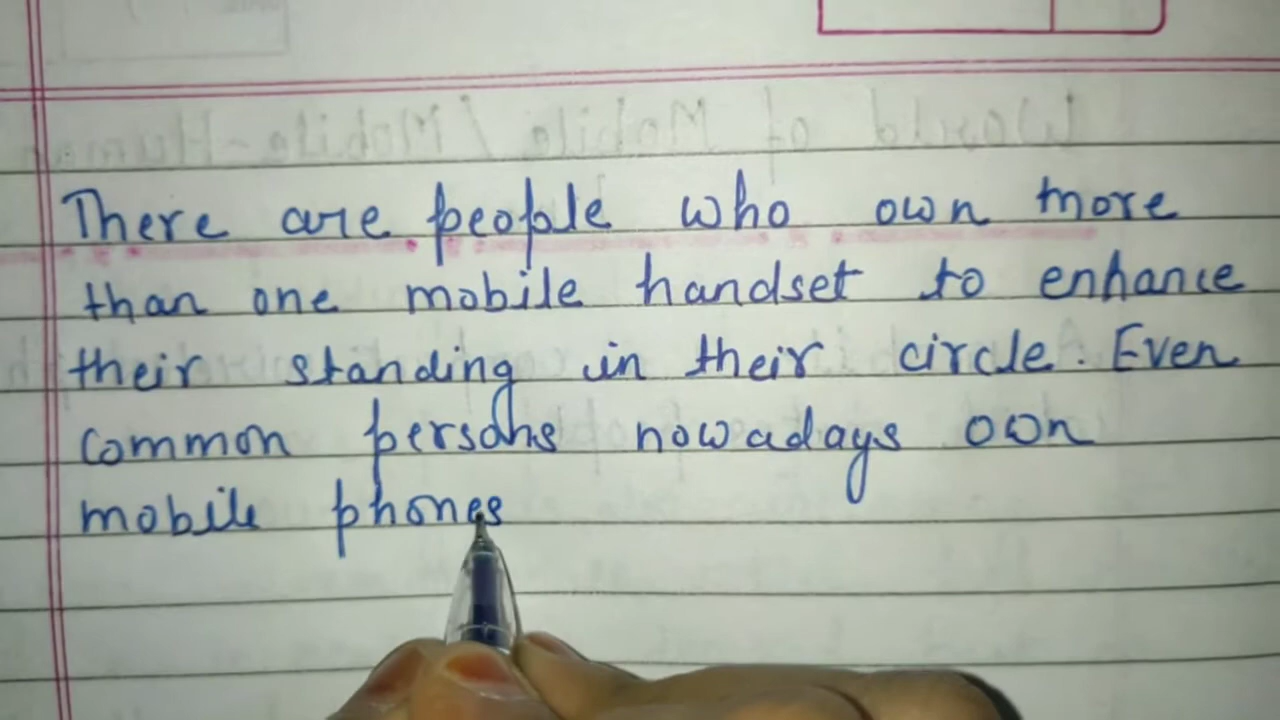 There are people who own more
than one mobile handset to enhance
their standing in their circle. Even
common persons nowadays own
mobile phones